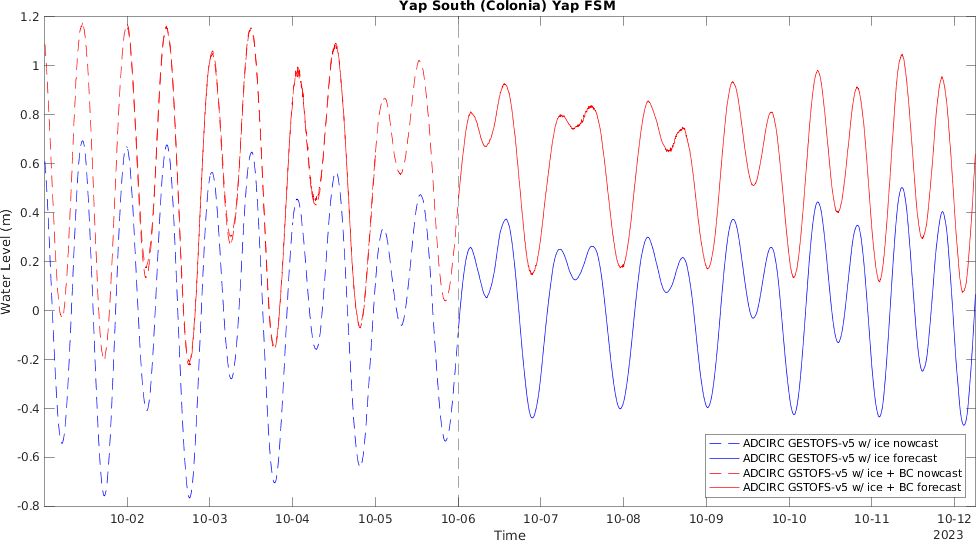 Yap South (Colonia) Yap FSM
1.2
1
0.8
0.6
0.4
0.2
0
-0.2
-0.4
-0.6
-0.8
Water Level (m)
ADCIRC GESTOFS-v5 w/ ice nowcast
ADCIRC GESTOFS-v5 w/ ice forecast
ADCIRC GSTOFS-v5 w/ ice + BC nowcast
ADCIRC GSTOFS-v5 w/ ice + BC forecast
10-02 10-03 10-04 10-05 10-06 10-07 10-08 10-09 10-10 10-11 10-12
2023
Time